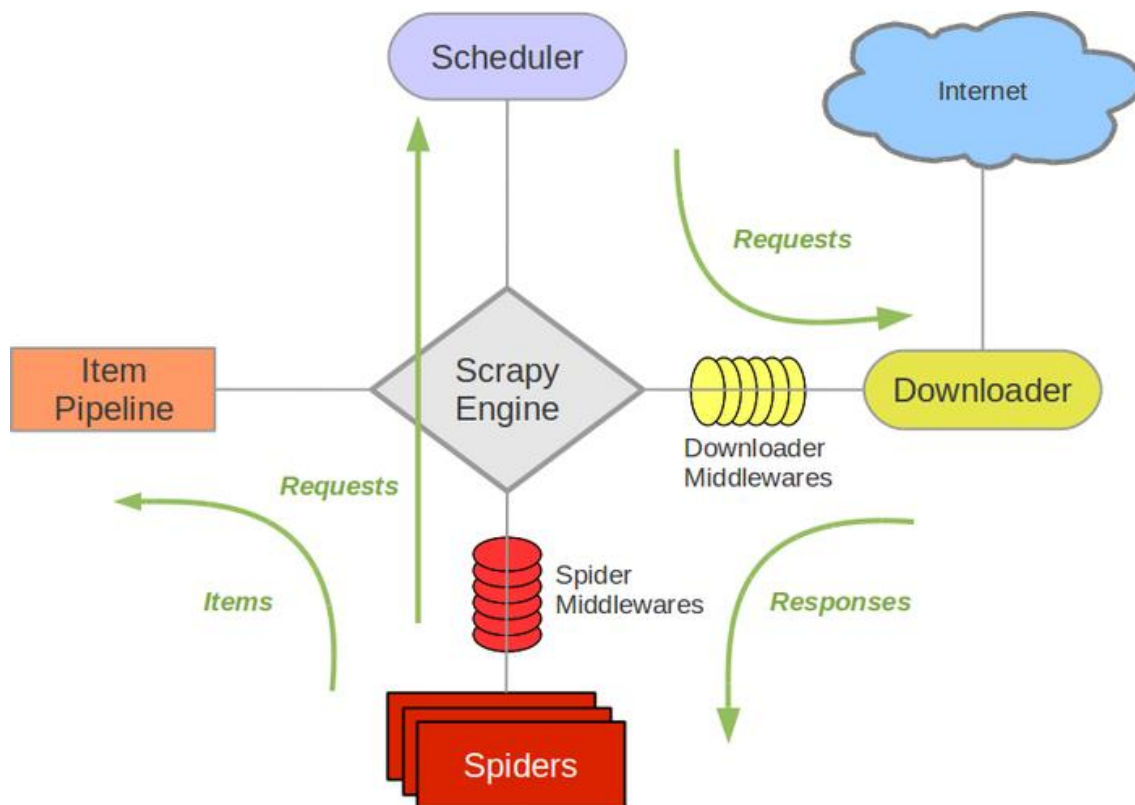 Scheduler
Internet
Requests
Item
Pipeline
Scrapy
Engine
Downloader
Downloader
Middlewares
Requests
Items
Spider
Middlewares
Responses
Spiders